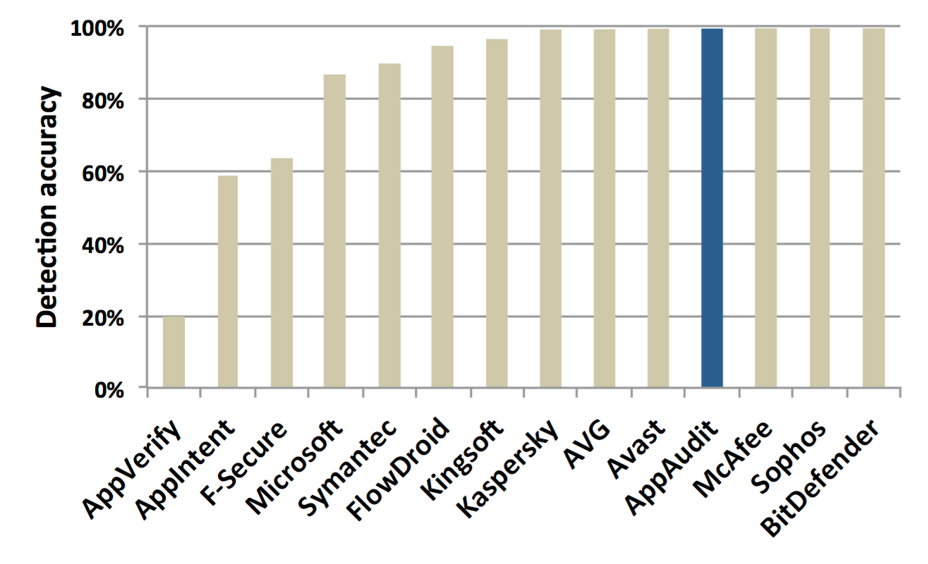 Detection accuracy
100%
80%
60%
40%
20%
0%
AppVerify
AppIntent
F-Secure
Microsoft
Symantec
FlowDroid
Kingsoft
Kaspersky
AVG
Avast
AppAudit
McAfee
Sophos
BitDefender